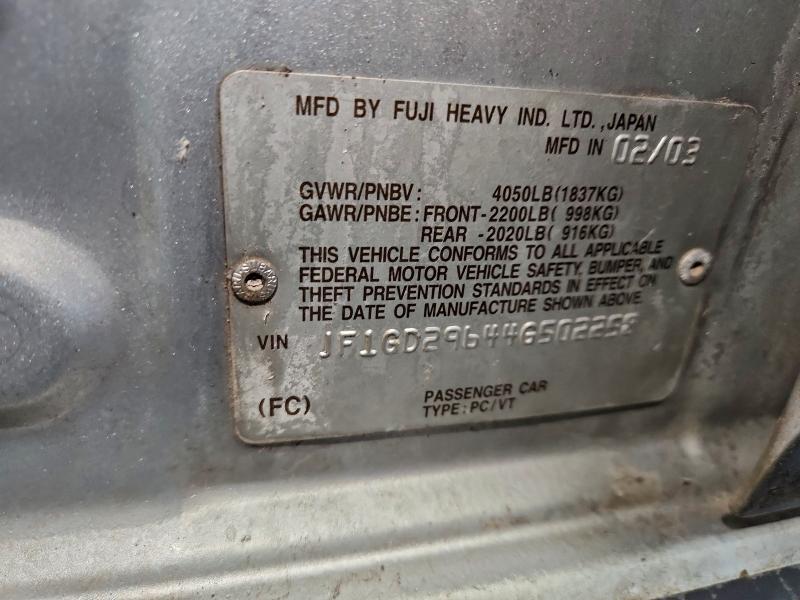 MFD BY FUJI HEAVY IND. LTD., JAPAN
MFD IN 02/03
GVWR/PNBV: 4050LB(1837KG)
GAWR/PNBE: FRONT-2200LB( 998KG)
REAR -2020LB( 916KG)
THIS VEHICLE CONFORMS TO ALL APPLICABLE
FEDERAL MOTOR VEHICLE SAFETY, BUMPER, AND
THEFT PREVENTION STANDARDS IN EFFECT ON
THE DATE OF MANUFACTURE SHOWN ABOVE.
VIN JF1GD29644G502258
(FC) PASSENGER CAR
TYPE: PC/VT